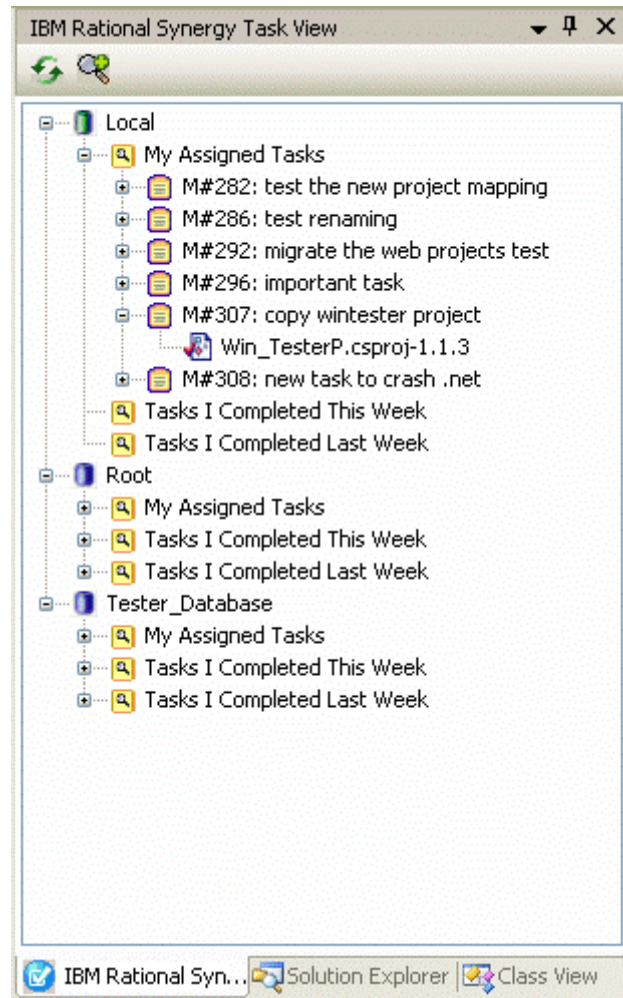 IBM Rational Synergy Task View
Local
My Assigned Tasks
M#282: test the new project mapping
M#286: test renaming
M#292: migrate the web projects test
M#296: important task
M#307: copy wintester project
Win_TesterP.csproj-1.1.3
M#308: new task to crash .net
Tasks I Completed This Week
Tasks I Completed Last Week
Root
My Assigned Tasks
Tasks I Completed This Week
Tasks I Completed Last Week
Tester_Database
My Assigned Tasks
Tasks I Completed This Week
Tasks I Completed Last Week
IBM Rational Syn... Solution Explorer Class View